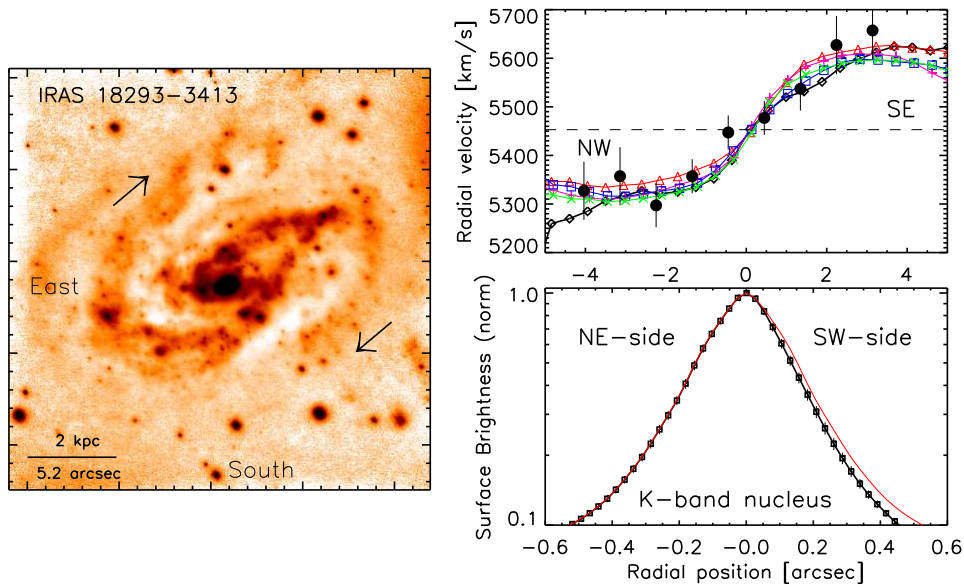 IRAS 18293-3413
East
2 kpc
5.2 arcsec
South
Radial velocity [km/s]
5700
5600
5500
5400
5300
5200
NW
SE
-4
-2
0
2
4
Surface Brightness (norm)
1.0
0.1
NE-side
SW-side
K-band nucleus
-0.6
-0.4
-0.2
-0.0
0.2
0.4
0.6
Radial position [arcsec]